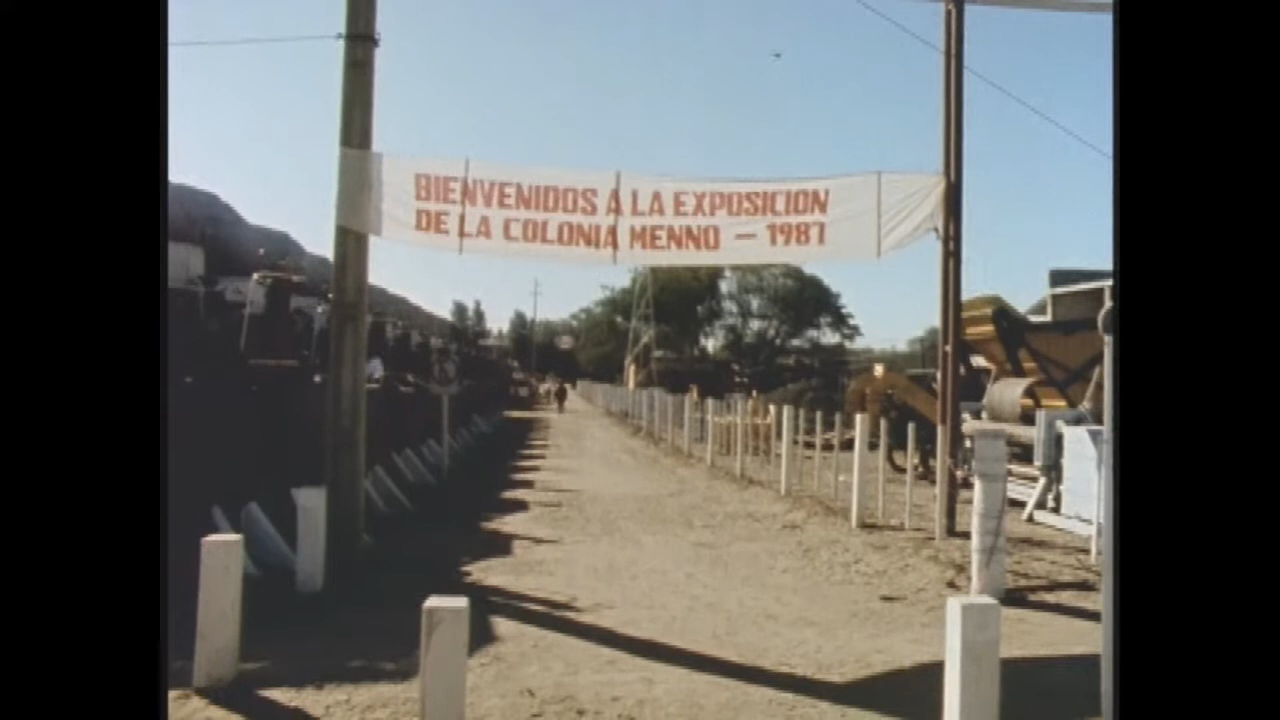 BIENVENIDOS A LA EXPOSICION
DE LA COLONIA MENNO — 1987